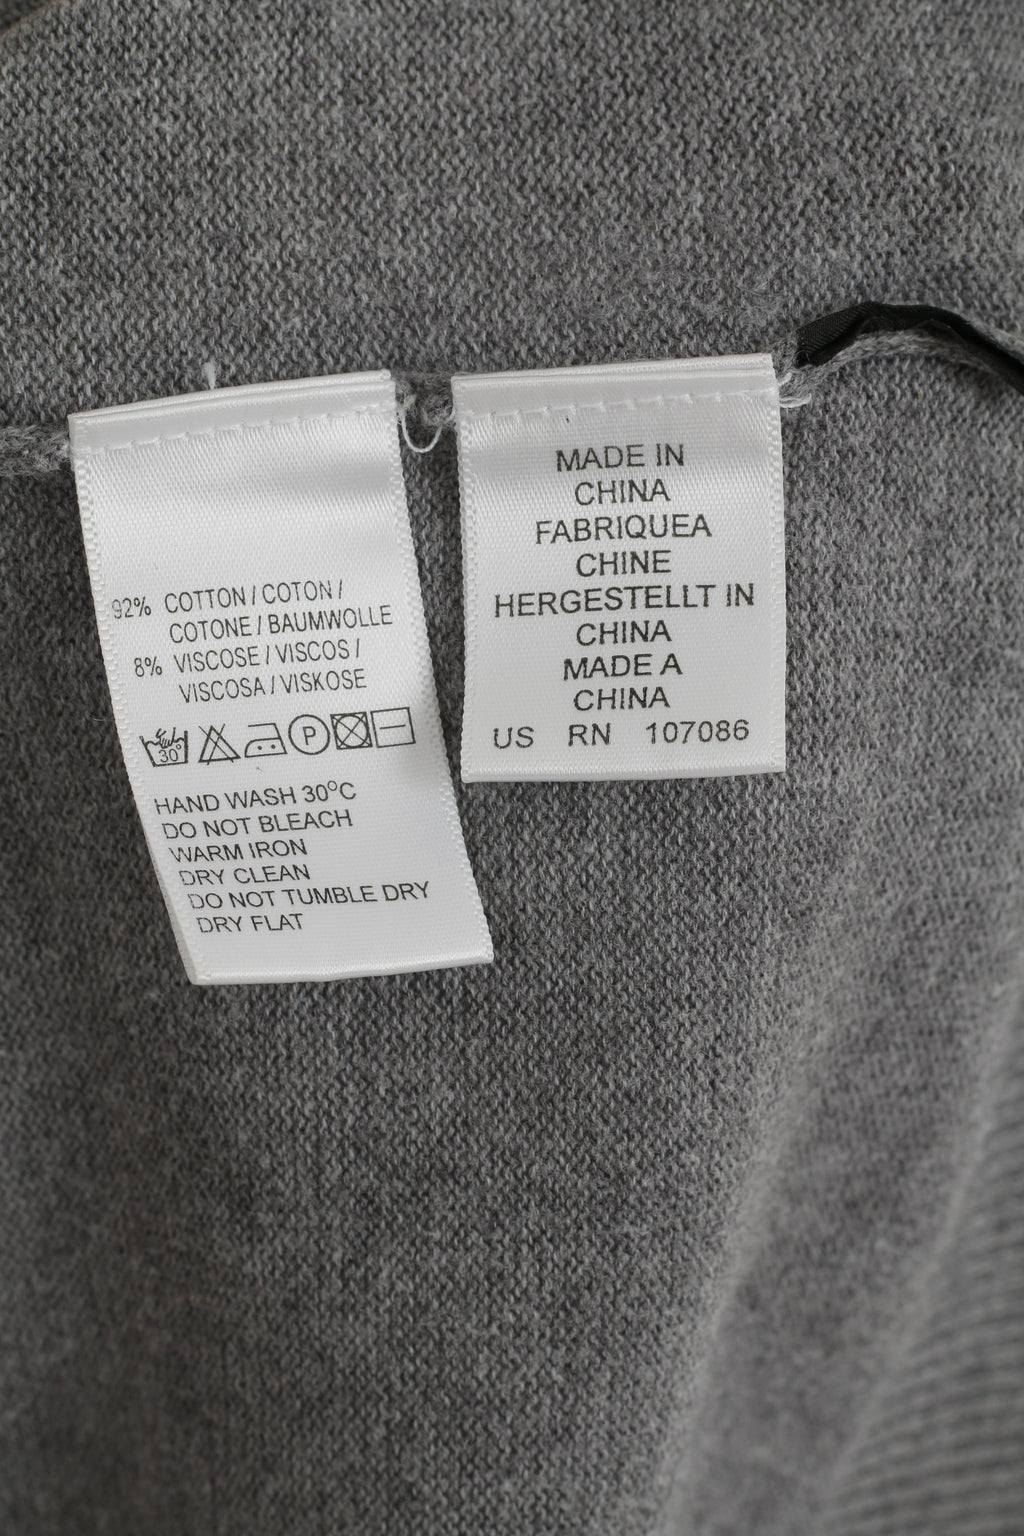 92% COTTON / COTON /
COTONE / BAUMWOLLE
8% VISCOSE / VISCOS /
VISCOSA / VISKOSE
30°
P
HAND WASH 30°C
DO NOT BLEACH
WARM IRON
DRY CLEAN
DO NOT TUMBLE DRY
DRY FLAT
MADE IN
CHINA
FABRIQUEA
CHINE
HERGESTELLT IN
CHINA
MADE A
CHINA
US RN 107086